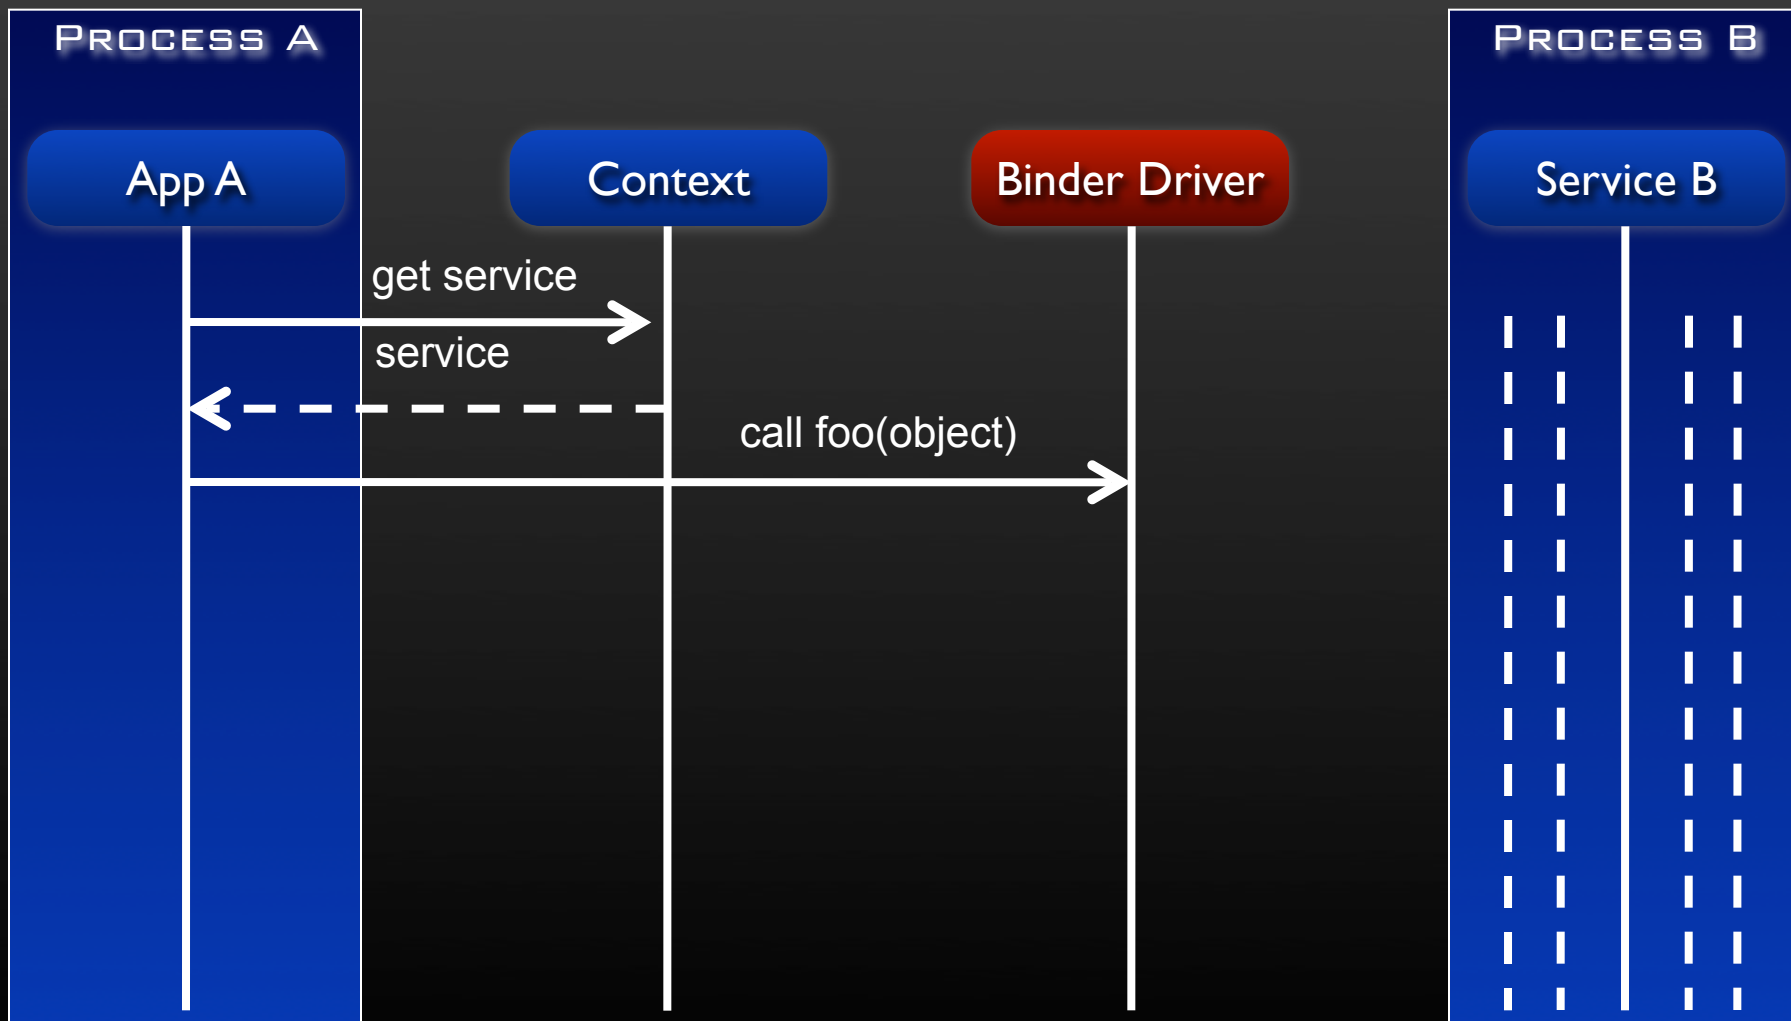 PROCESS A
PROCESS B
App A
Context
Binder Driver
Service B
get service
service
call foo(object)